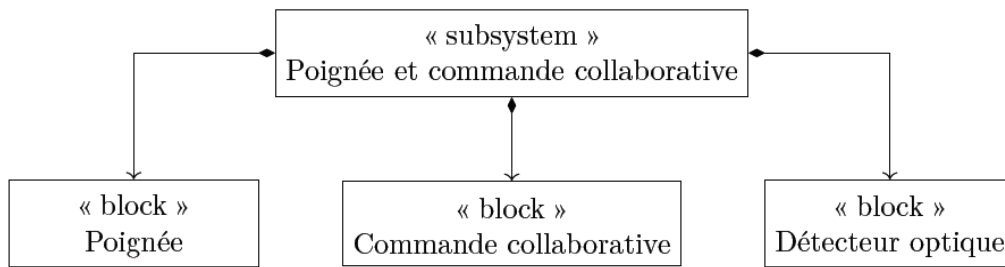 « subsystem »
Poignée et commande collaborative
« block »
Poignée
« block »
Commande collaborative
« block »
Détecteur optique